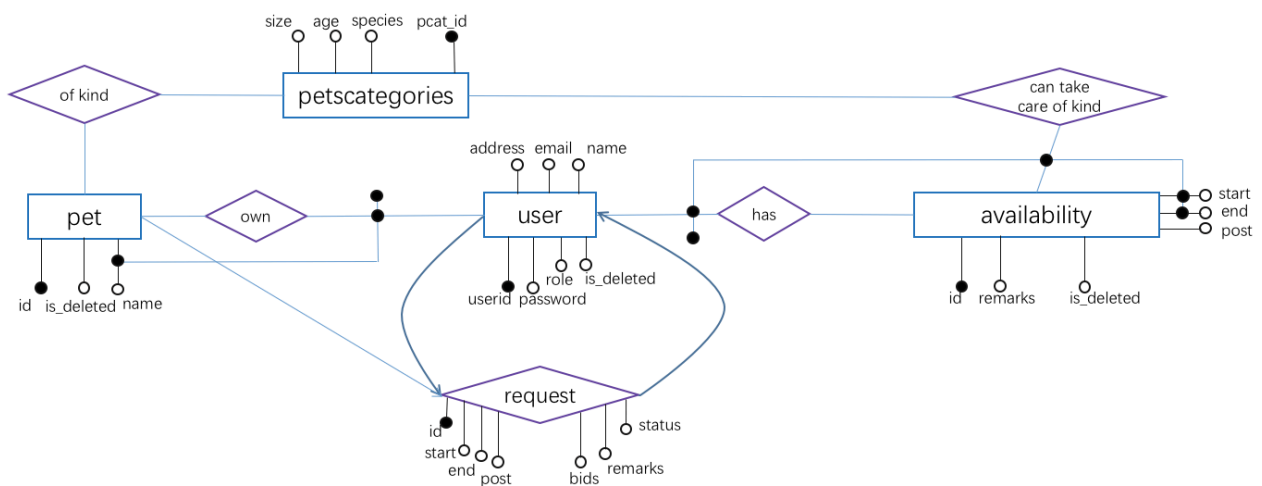 size age species pcat_id
of kind
petscategories
can take
care of kind
address email name
pet
own
user
has
availability
start
end
post
id is_deleted name
userid password
role is_deleted
id remarks is_deleted
request
id
start
end
post
bids
remarks
status